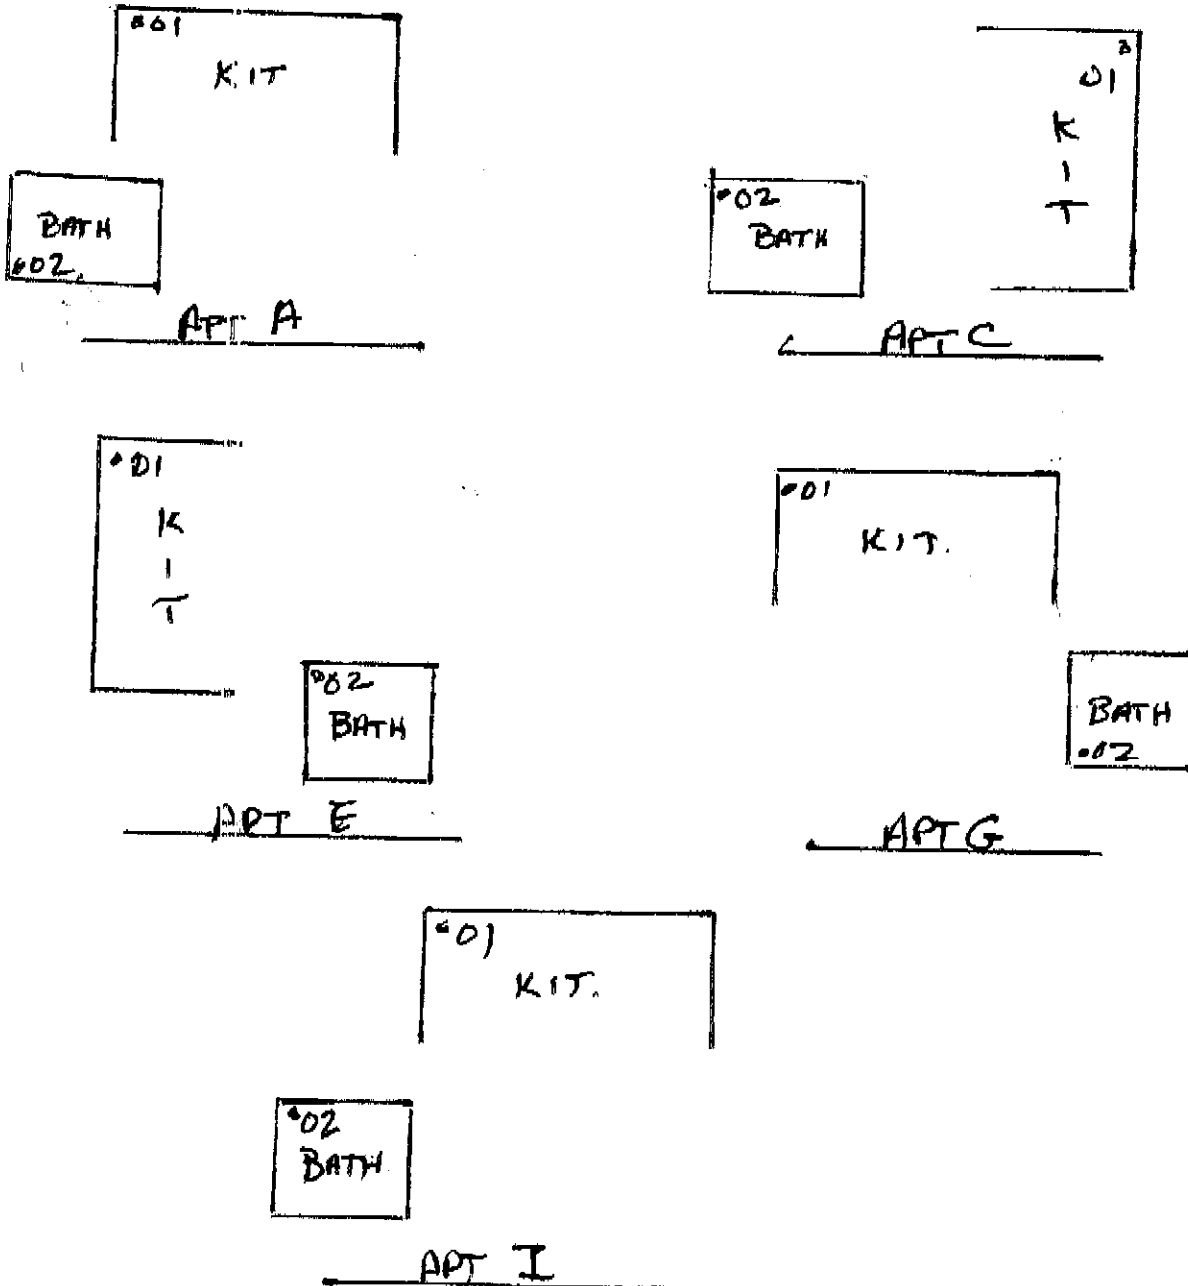 •01
KIT
BATH
•02
APT A
01
K
I
T
•02
BATH
APT C
•01
K
I
T
•02
BATH
APT E
•01
KIT.
BATH
•02
APT G
•01
KIT.
•02
BATH
APT I